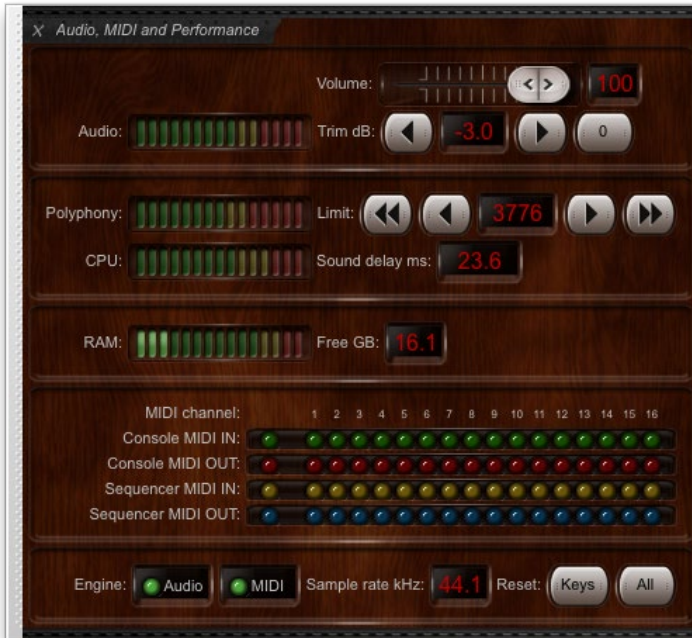 X Audio, MIDI and Performance
Volume: 100
Audio: Trim dB: -3.0 0
Polyphony: Limit: 3776
CPU: Sound delay ms: 23.6
RAM: Free GB: 16.1
MIDI channel: 1 2 3 4 5 6 7 8 9 10 11 12 13 14 15 16
Console MIDI IN:
Console MIDI OUT:
Sequencer MIDI IN:
Sequencer MIDI OUT:
Engine: Audio MIDI Sample rate kHz: 44.1 Reset: Keys All